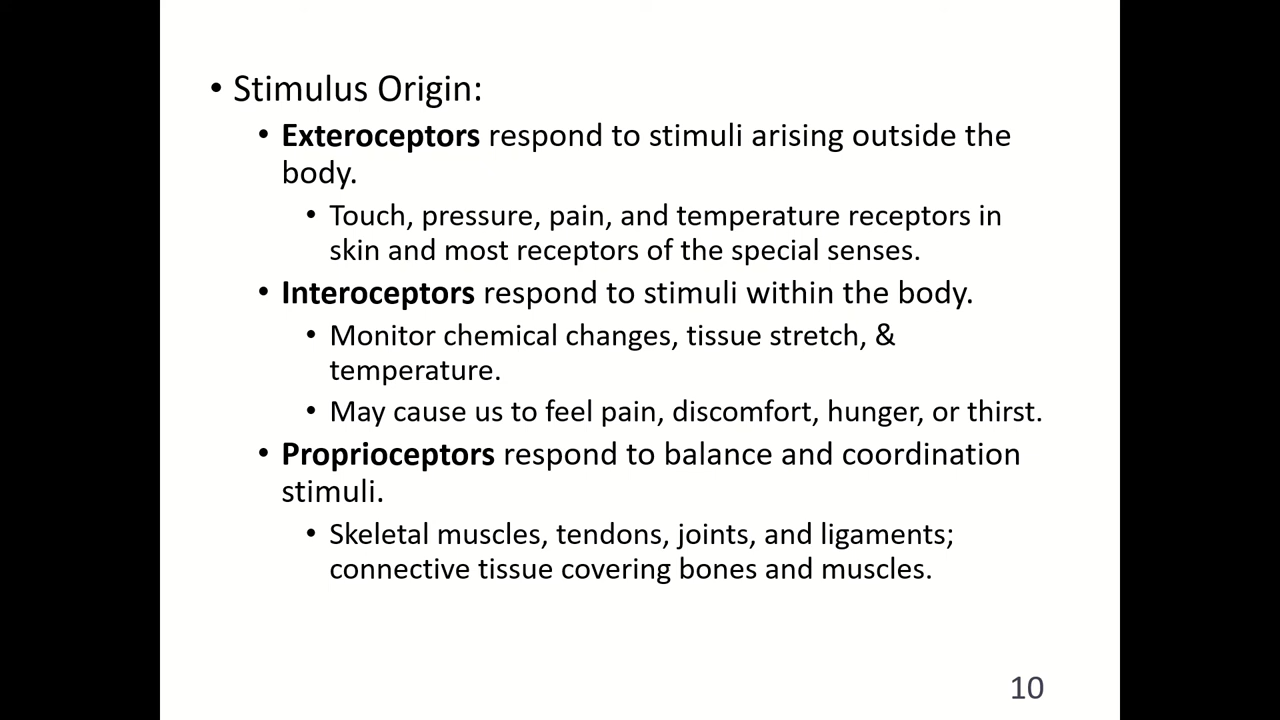 • Stimulus Origin:
• Exteroceptors respond to stimuli arising outside the
body.
• Touch, pressure, pain, and temperature receptors in
skin and most receptors of the special senses.
• Interoceptors respond to stimuli within the body.
• Monitor chemical changes, tissue stretch, &
temperature.
• May cause us to feel pain, discomfort, hunger, or thirst.
• Proprioceptors respond to balance and coordination
stimuli.
• Skeletal muscles, tendons, joints, and ligaments;
connective tissue covering bones and muscles.
10